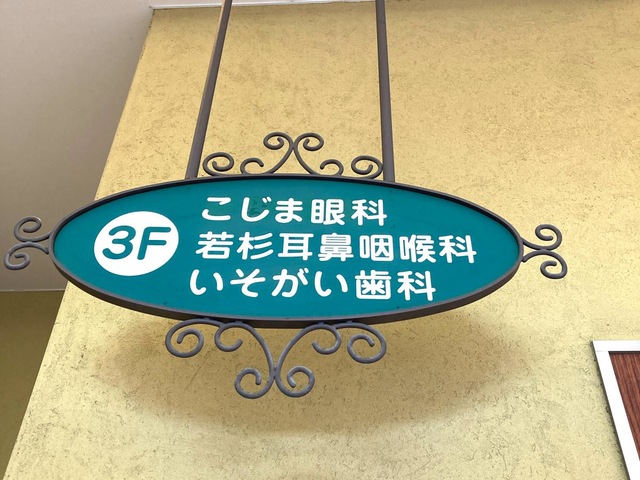 3F
こじま眼科
若杉耳鼻咽喉科
いそがい歯科